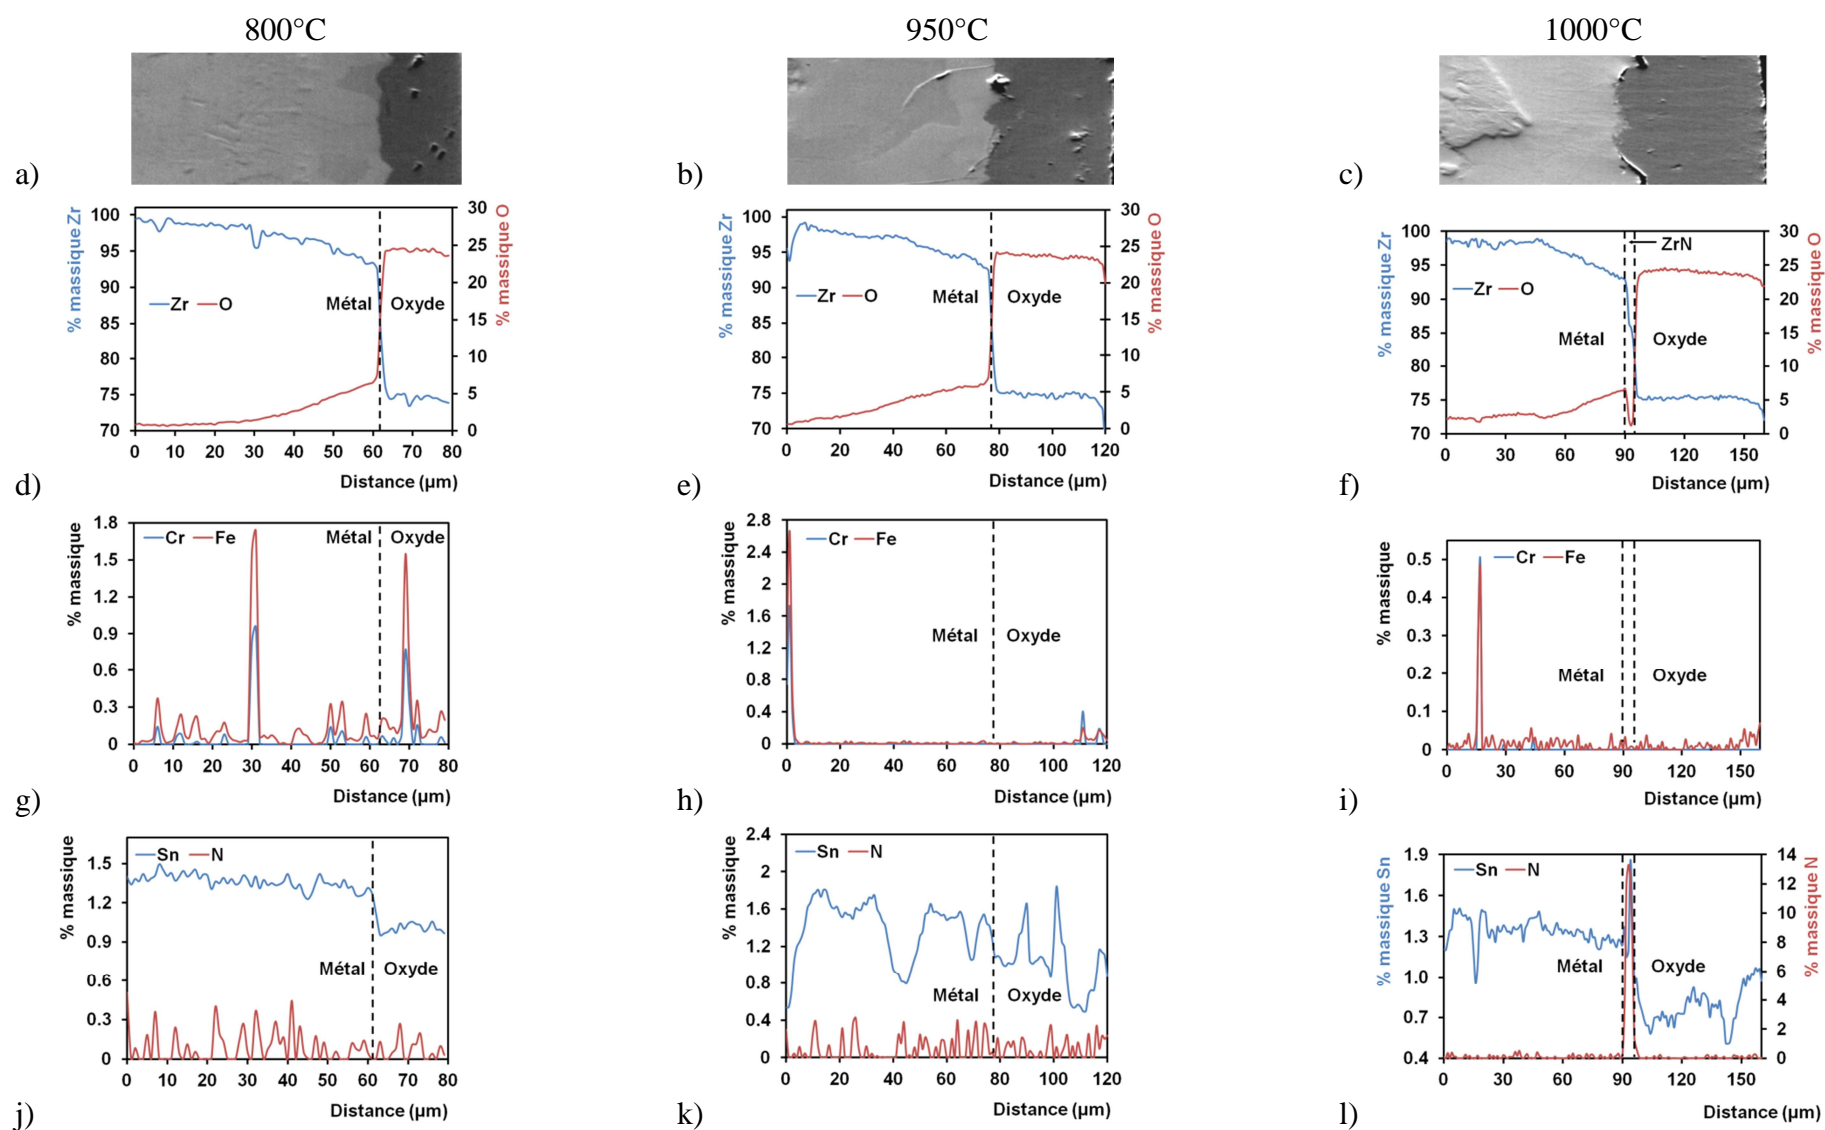 800°C 950°C 1000°C
a) b) c)
% massique Zr 100 95 90 85 80 75 70 Zr O Métal Oxyde 30 25 20 15 10 5 0 % massique O
0 10 20 30 40 50 60 70 80
Distance (µm)
d)
% massique Zr 100 95 90 85 80 75 70 Zr O Métal Oxyde 30 25 20 15 10 5 0 % massique O
0 20 40 60 80 100 120
Distance (µm)
e)
% massique Zr 100 95 90 85 80 75 70 ZrN Zr O Métal Oxyde 30 25 20 15 10 5 0 % massique O
0 30 60 90 120 150
Distance (µm)
f)
% massique 1.8 1.5 1.2 0.9 0.6 0.3 0 Cr Fe Métal Oxyde
0 10 20 30 40 50 60 70 80
Distance (µm)
g)
% massique 2.8 2.4 2 1.6 1.2 0.8 0.4 0 Cr Fe Métal Oxyde
0 20 40 60 80 100 120
Distance (µm)
h)
% massique 0.5 0.4 0.3 0.2 0.1 0 Cr Fe Métal Oxyde
0 30 60 90 120 150
Distance (µm)
i)
% massique 1.5 1.2 0.9 0.6 0.3 0 Sn N Métal Oxyde
0 10 20 30 40 50 60 70 80
Distance (µm)
j)
% massique 2.4 2 1.6 1.2 0.8 0.4 0 Sn N Métal Oxyde
0 20 40 60 80 100 120
Distance (µm)
k)
% massique Sn 1.9 1.6 1.3 1.0 0.7 0.4 Sn N Métal Oxyde 14 12 10 8 6 4 2 0 % massique N
0 30 60 90 120 150
Distance (µm)
l)